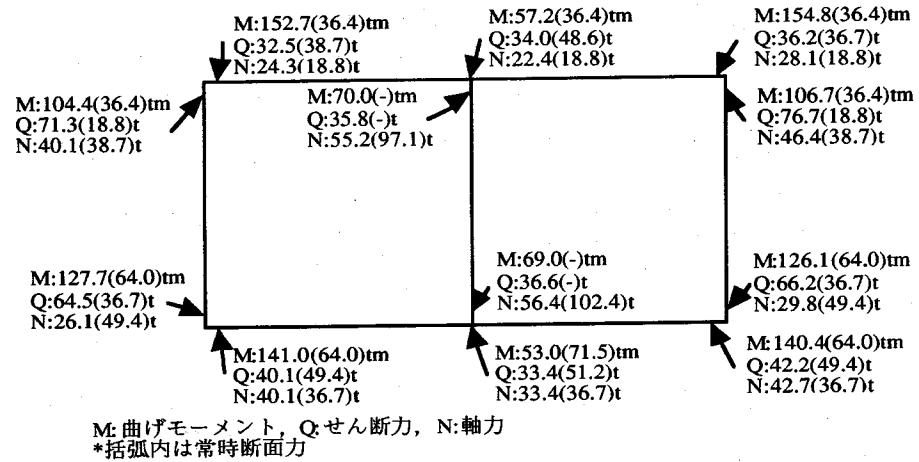 M:152.7(36.4)tm
Q:32.5(38.7)t
N:24.3(18.8)t
M:57.2(36.4)tm
Q:34.0(48.6)t
N:22.4(18.8)t
M:154.8(36.4)tm
Q:36.2(36.7)t
N:28.1(18.8)t
M:104.4(36.4)tm
Q:71.3(18.8)t
N:40.1(38.7)t
M:70.0(-)tm
Q:35.8(-)t
N:55.2(97.1)t
M:106.7(36.4)tm
Q:76.7(18.8)t
N:46.4(38.7)t
M:127.7(64.0)tm
Q:64.5(36.7)t
N:26.1(49.4)t
M:69.0(-)tm
Q:36.6(-)t
N:56.4(102.4)t
M:126.1(64.0)tm
Q:66.2(36.7)t
N:29.8(49.4)t
M:141.0(64.0)tm
Q:40.1(49.4)t
N:40.1(36.7)t
M:53.0(71.5)tm
Q:33.4(51.2)t
N:33.4(36.7)t
M:140.4(64.0)tm
Q:42.2(49.4)t
N:42.7(36.7)t
M:曲げモーメント，Q:せん断力，N:軸力
*括弧内は常時断面力